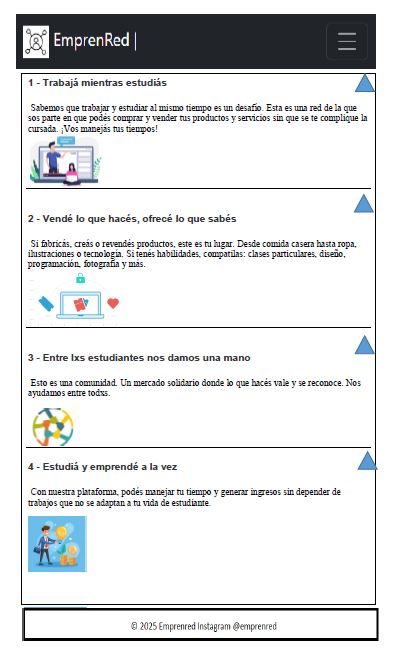 EmprenRed |
1 - Trabajá mientras estudiás
Sabemos que trabajar y estudiar al mismo tiempo es un desafío. Esta es una red de la que
sos parte en que podés comprar y vender tus productos y servicios sin que se te complique la
cursada. ¡Vos manejás tus tiempos!
2 - Vendé lo que hacés, ofrecé lo que sabés
Si fabricás, creás o revendés productos, este es tu lugar. Desde comida casera hasta ropa,
ilustraciones o tecnología. Si tenés habilidades, compatilas: clases particulares, diseño,
programación, fotografía y más.
3 - Entre lxs estudiantes nos damos una mano
Esto es una comunidad. Un mercado solidario donde lo que hacés vale y se reconoce. Nos
ayudamos entre todxs.
4 - Estudiá y emprendé a la vez
Con nuestra plataforma, podés manejar tu tiempo y generar ingresos sin depender de
trabajos que no se adaptan a tu vida de estudiante.
© 2025 Emprenred Instagram @emprenred